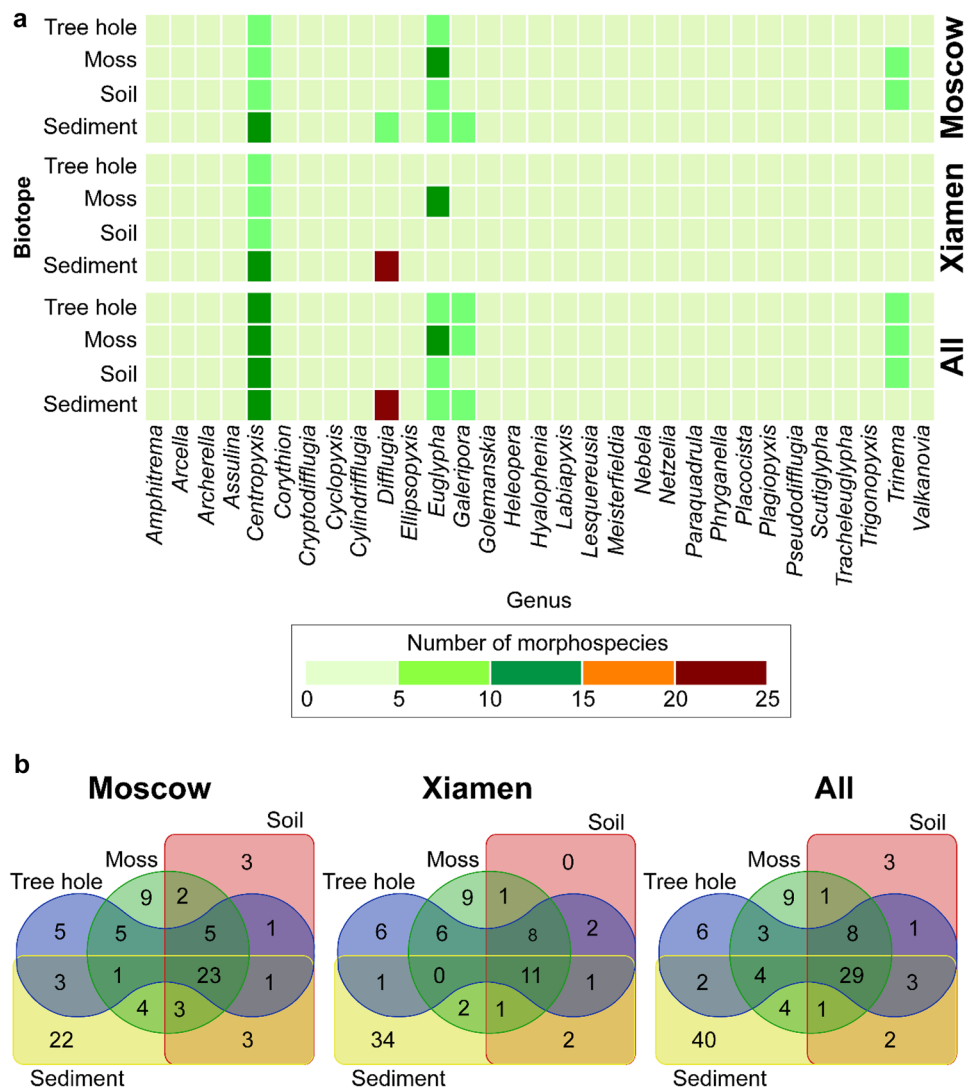 a
Tree hole
Moss
Soil
Sediment
Moscow
Tree hole
Moss
Soil
Sediment
Xiamen
Tree hole
Moss
Soil
Sediment
All
Biotope
Amphitrema
Arcella
Archerella
Assulina
Centropyxis
Corythion
Cryptodifflugia
Cyclopyxis
Cylindrifflugia
Difflugia
Ellipsopyxis
Euglypha
Galeripora
Golemanskia
Heleopera
Hyalophenia
Labiapyxis
Lesquereusia
Meisterfieldia
Nebela
Netzelia
Paraquadrula
Phryganella
Placocista
Plagiopyxis
Pseudodifflugia
Scutiglypha
Tracheleuglypha
Trigonopyxis
Trinema
Valkanovia
Genus
Number of morphospecies
0 5 10 15 20 25
b
Moscow
Soil
Moss
Tree hole
3
9 2
5 5 5 1
3 1 23 1
4 3
22 3
Sediment
Xiamen
Soil
Moss
Tree hole
0
9 1
6 6 8 2
1 0 11 1
2 1
34 2
Sediment
All
Soil
Moss
Tree hole
3
9 1
6 3 8 1
2 4 29 3
4 1
40 2
Sediment